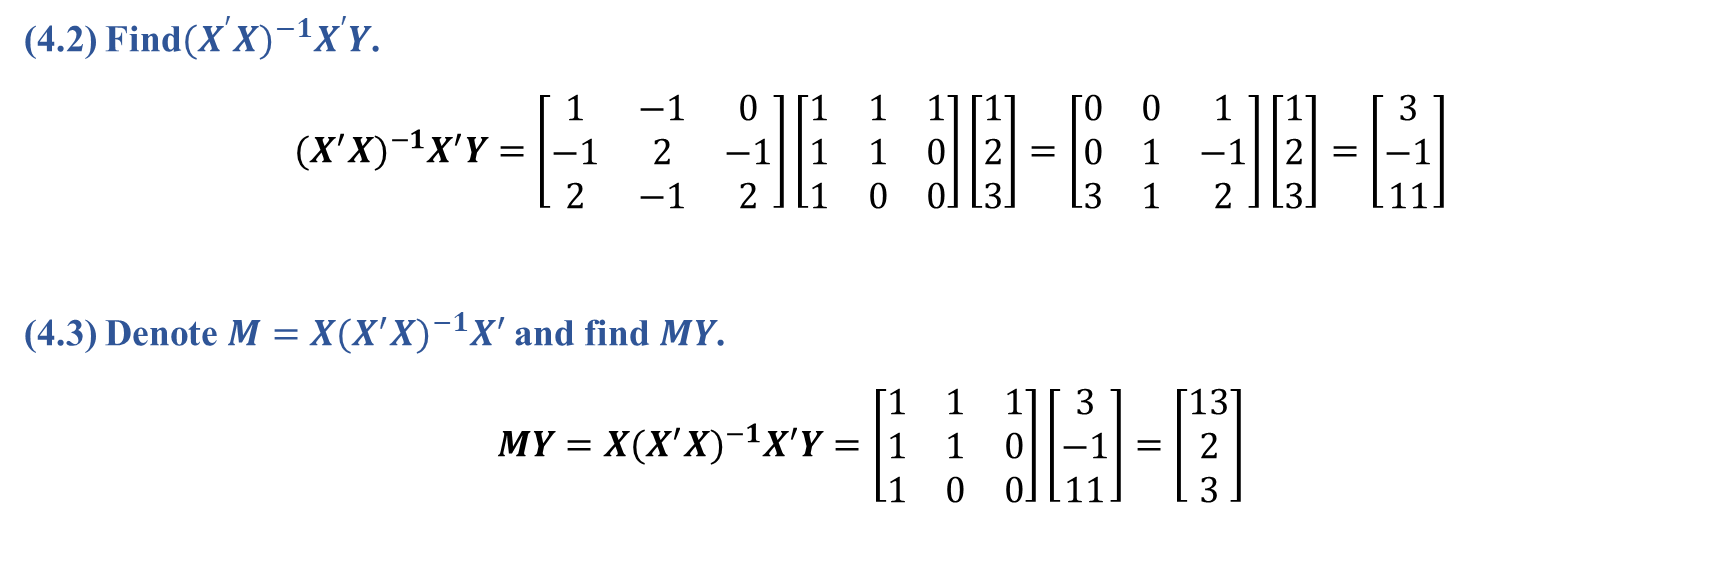 (4.2) Find(X′X)⁻¹X′Y.
(X′X)⁻¹X′Y = [1 −1 0; −1 2 −1; 2 −1 2] [1 1 1; 1 1 0; 1 0 0] [1; 2; 3] = [0 0 1; 0 1 −1; 3 1 2] [1; 2; 3] = [3; −1; 11]
(4.3) Denote M = X(X′X)⁻¹X′ and find MY.
MY = X(X′X)⁻¹X′Y = [1 1 1; 1 1 0; 1 0 0] [3; −1; 11] = [13; 2; 3]